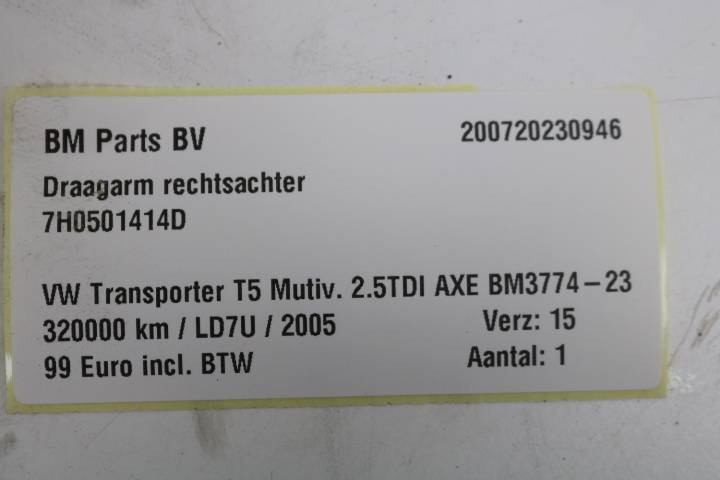 BM Parts BV 200720230946
Draagarm rechtsachter
7H0501414D
VW Transporter T5 Mutiv. 2.5TDI AXE BM3774-23
320000 km / LD7U / 2005 Verz: 15
99 Euro incl. BTW Aantal: 1